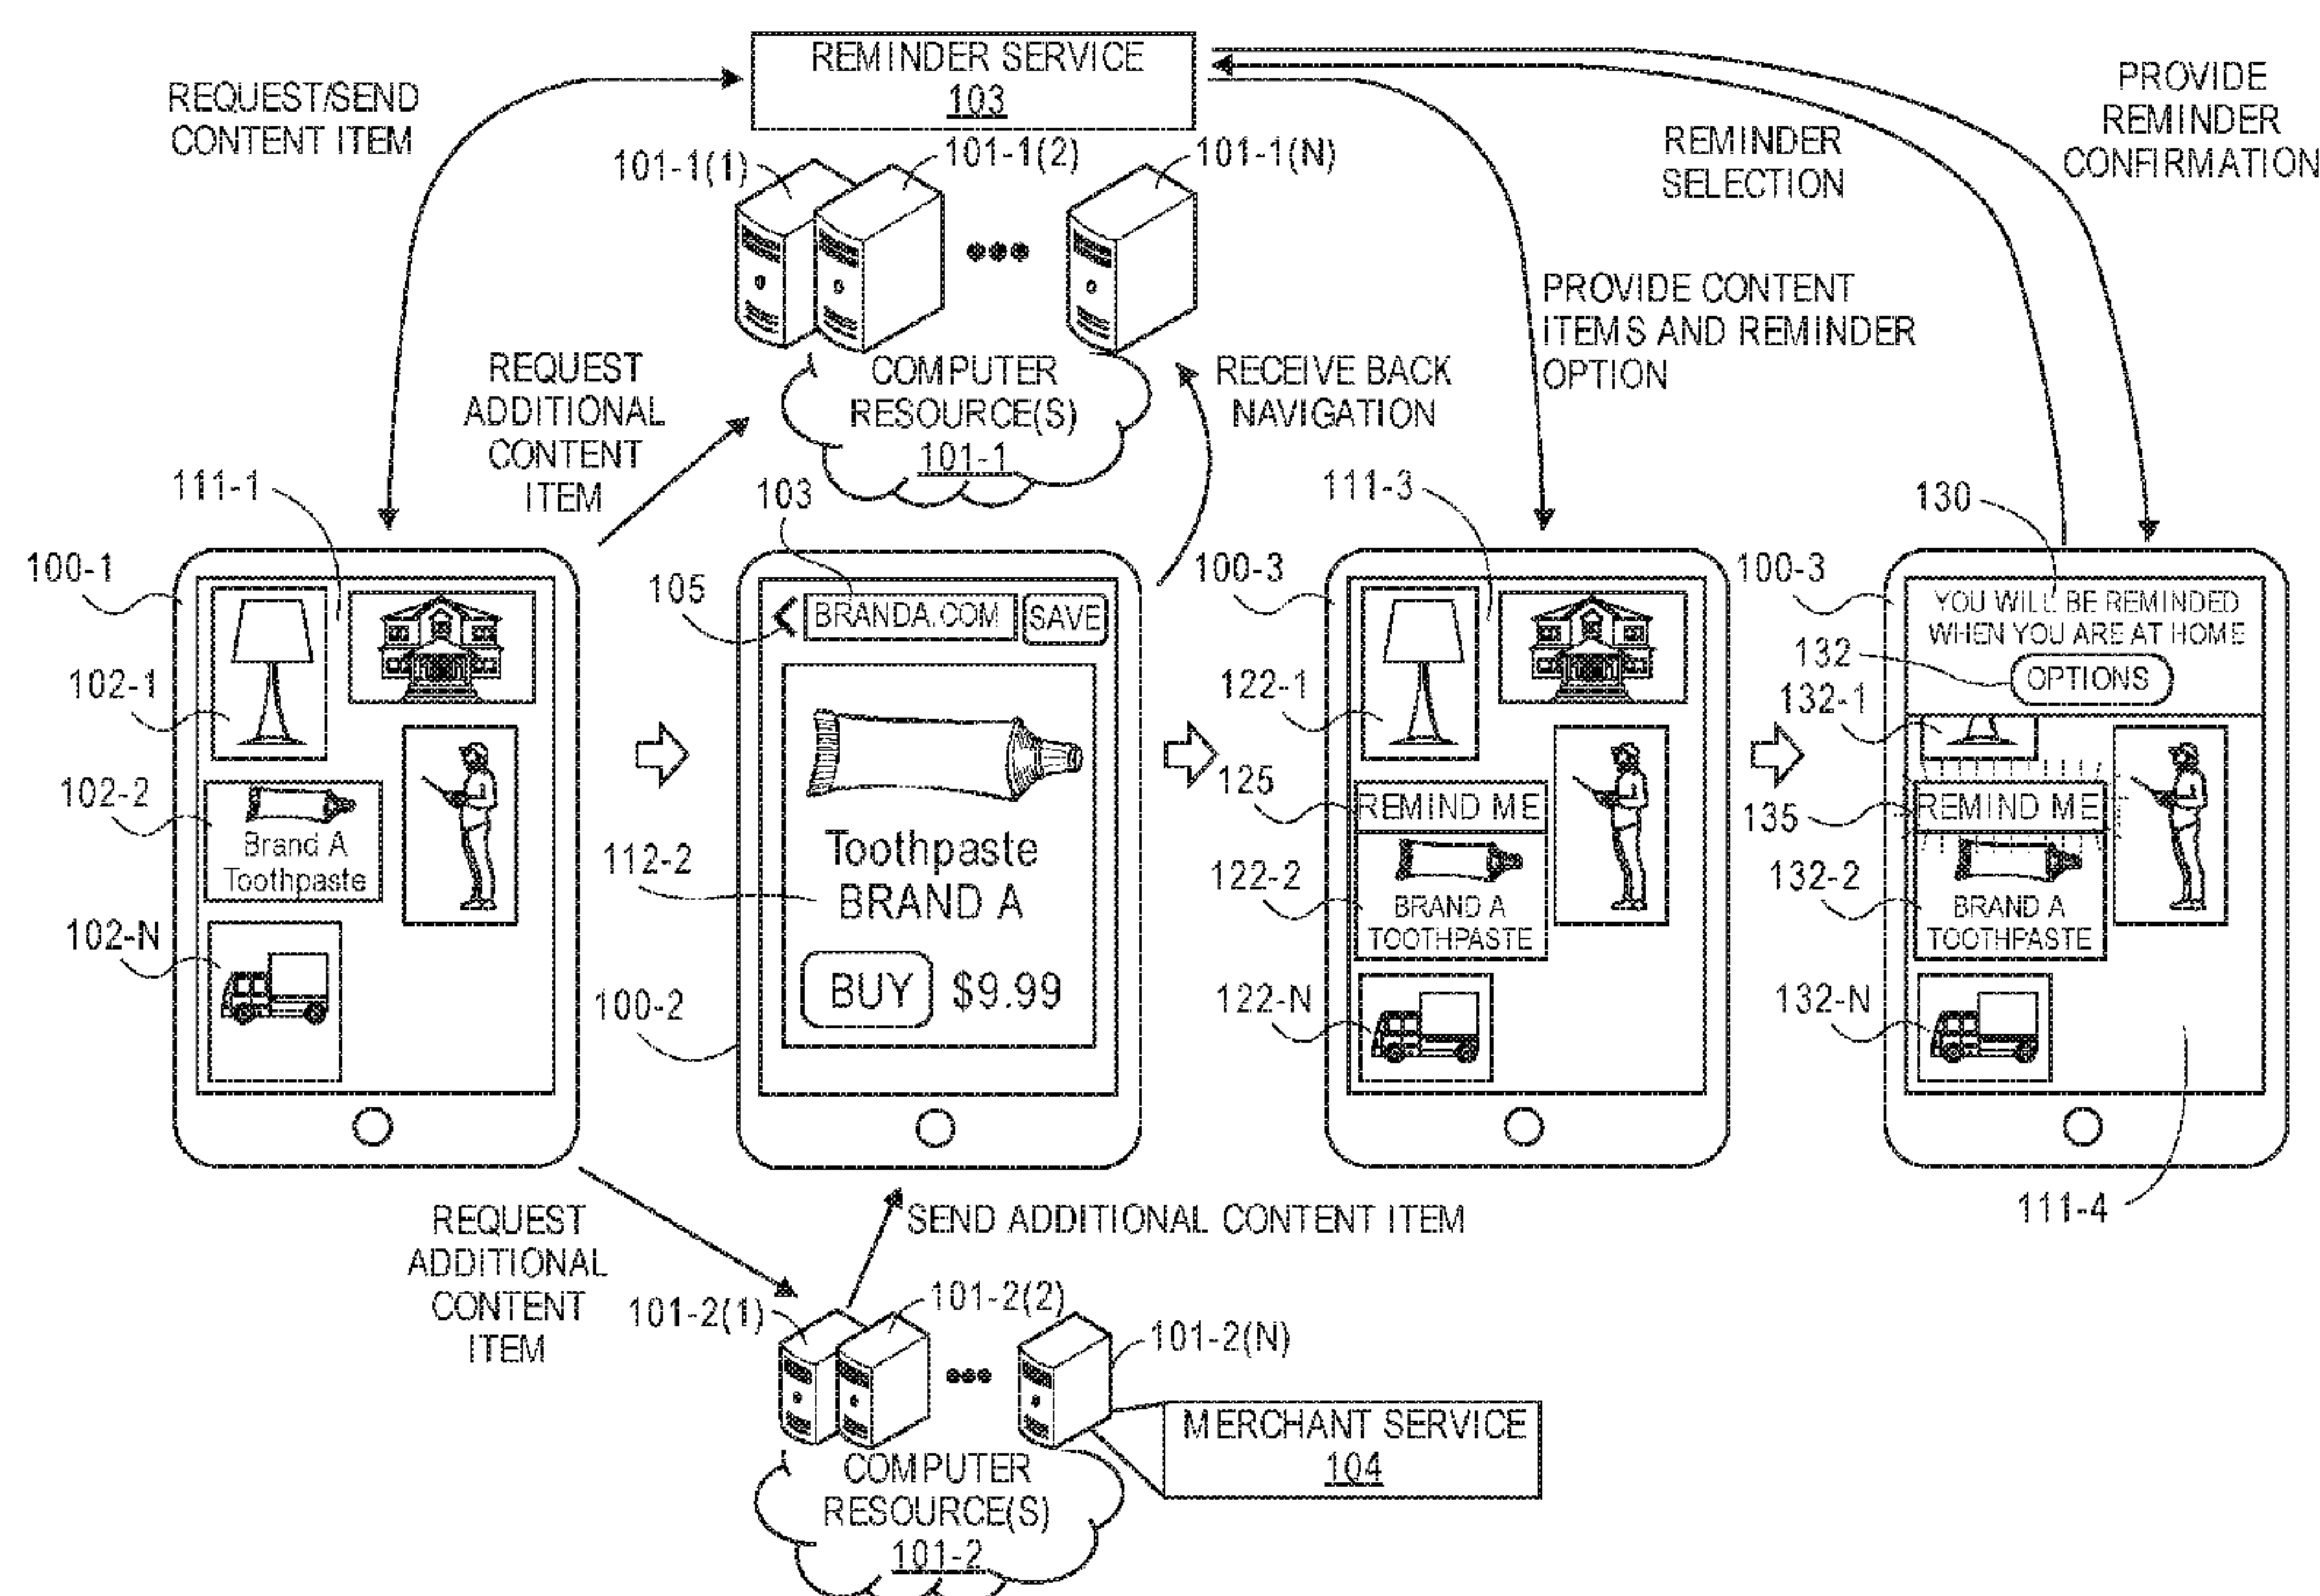 REMINDER SERVICE
103
REQUEST/SEND
CONTENT ITEM
PROVIDE
REMINDER
CONFIRMATION
REMINDER
SELECTION
101-1(1)
101-1(2)
101-1(N)
PROVIDE CONTENT
ITEMS AND REMINDER
OPTION
REQUEST
ADDITIONAL
CONTENT
ITEM
COMPUTER
RESOURCE(S)
101-1
RECEIVE BACK
NAVIGATION
111-1
103
111-3
130
100-1
105
100-3
100-3
BRANDA.COM
SAVE
YOU WILL BE REMINDED
WHEN YOU ARE AT HOME
132
OPTIONS
102-1
122-1
132-1
102-2
Brand A
Toothpaste
125
REMIND ME
135
REMIND ME
112-2
Toothpaste
BRAND A
122-2
BRAND A
TOOTHPASTE
132-2
BRAND A
TOOTHPASTE
102-N
100-2
BUY
$9.99
122-N
132-N
111-4
REQUEST
ADDITIONAL
CONTENT
ITEM
SEND ADDITIONAL CONTENT ITEM
101-2(1)
101-2(2)
101-2(N)
COMPUTER
RESOURCE(S)
101-2
MERCHANT SERVICE
104